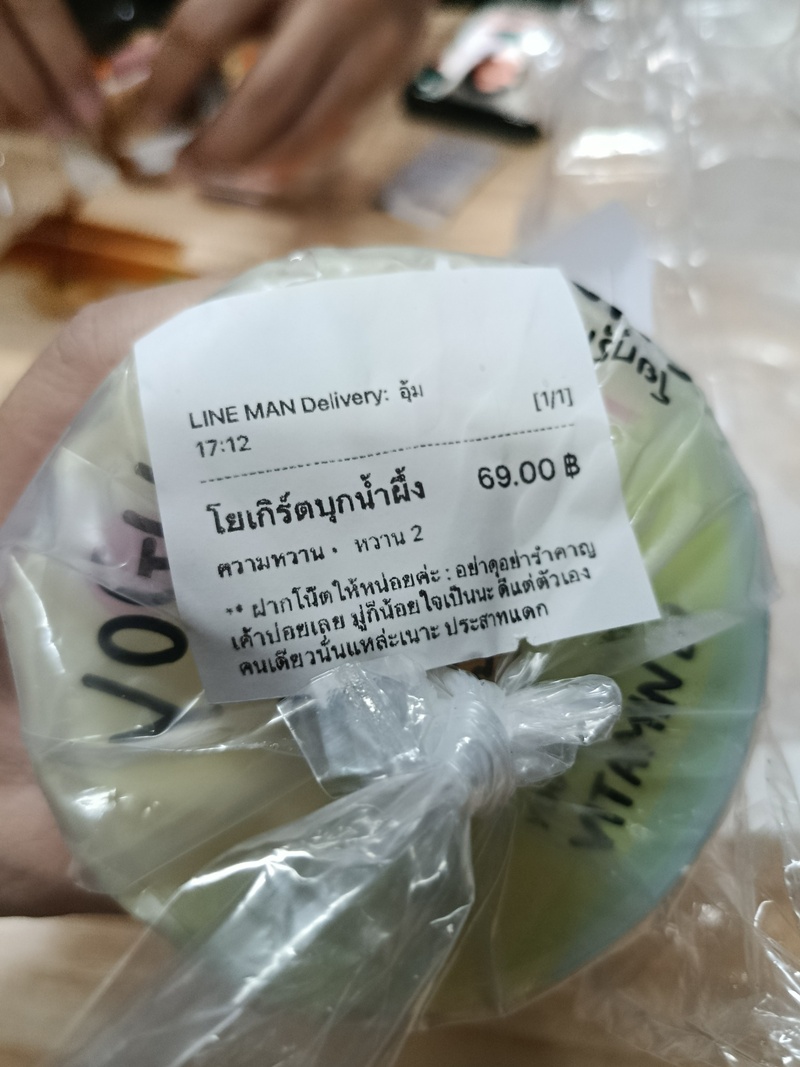 LINE MAN Delivery: อุ้ม [1/1]
17:12
โยเกิร์ตบุกน้ำผึ้ง 69.00 ฿
ความหวาน • หวาน 2
** ฝากโน๊ตให้หน่อยค่ะ : อย่าดุอย่ารำคาญ
เค้าบ่อยเลย มู่กี่น้อยใจเป็นนะ ดีแต่ตัวเอง
คนเดียวนั่นแหล่ะเนาะ ประสาทแดก
VITAMIN